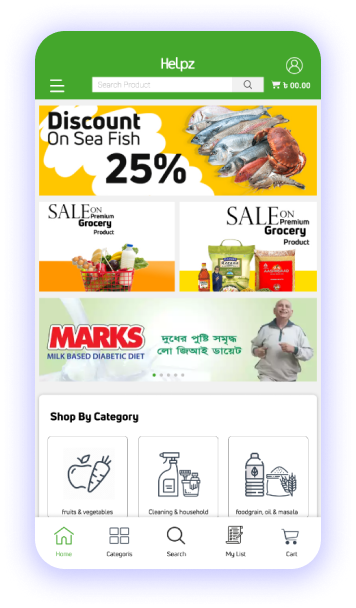 Helpz
Search Product
৳ 00.00
Discount
On Sea Fish
25%
SALE ON
Premium
Grocery
Product
SALE ON
Premium
Grocery
Product
MARKS
MILK BASED DIABETIC DIET
দুধের পুষ্টি সমৃদ্ধ
লো জিআই ডায়েট
Shop By Category
fruits & vegetables
Cleaning & household
foodgrain, oil & masala
Home
Categoris
Search
My List
Cart